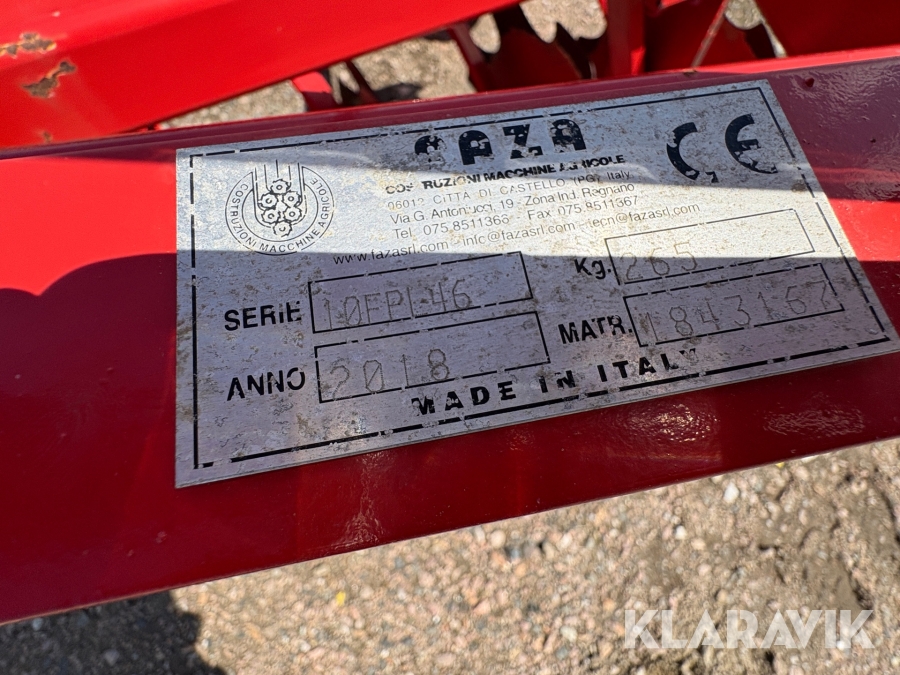 FAZA
COSTRUZIONI MACCHINE AGRICOLE
06012 CITTÀ DI CASTELLO (PG) Italy
Via G. Antonucci, 19 - Zona Ind. Regnano
Tel. 075.8511365 - Fax 075.8511367
www.fazasrl.com - info@fazasrl.com - tecn@fazasrl.com
CE
COSTRUZIONI MACCHINE AGRICOLE
SERIE 10FPL46
Kg. 265
ANNO 2018
MATR. 1843167
MADE IN ITALY
KLARAVIK